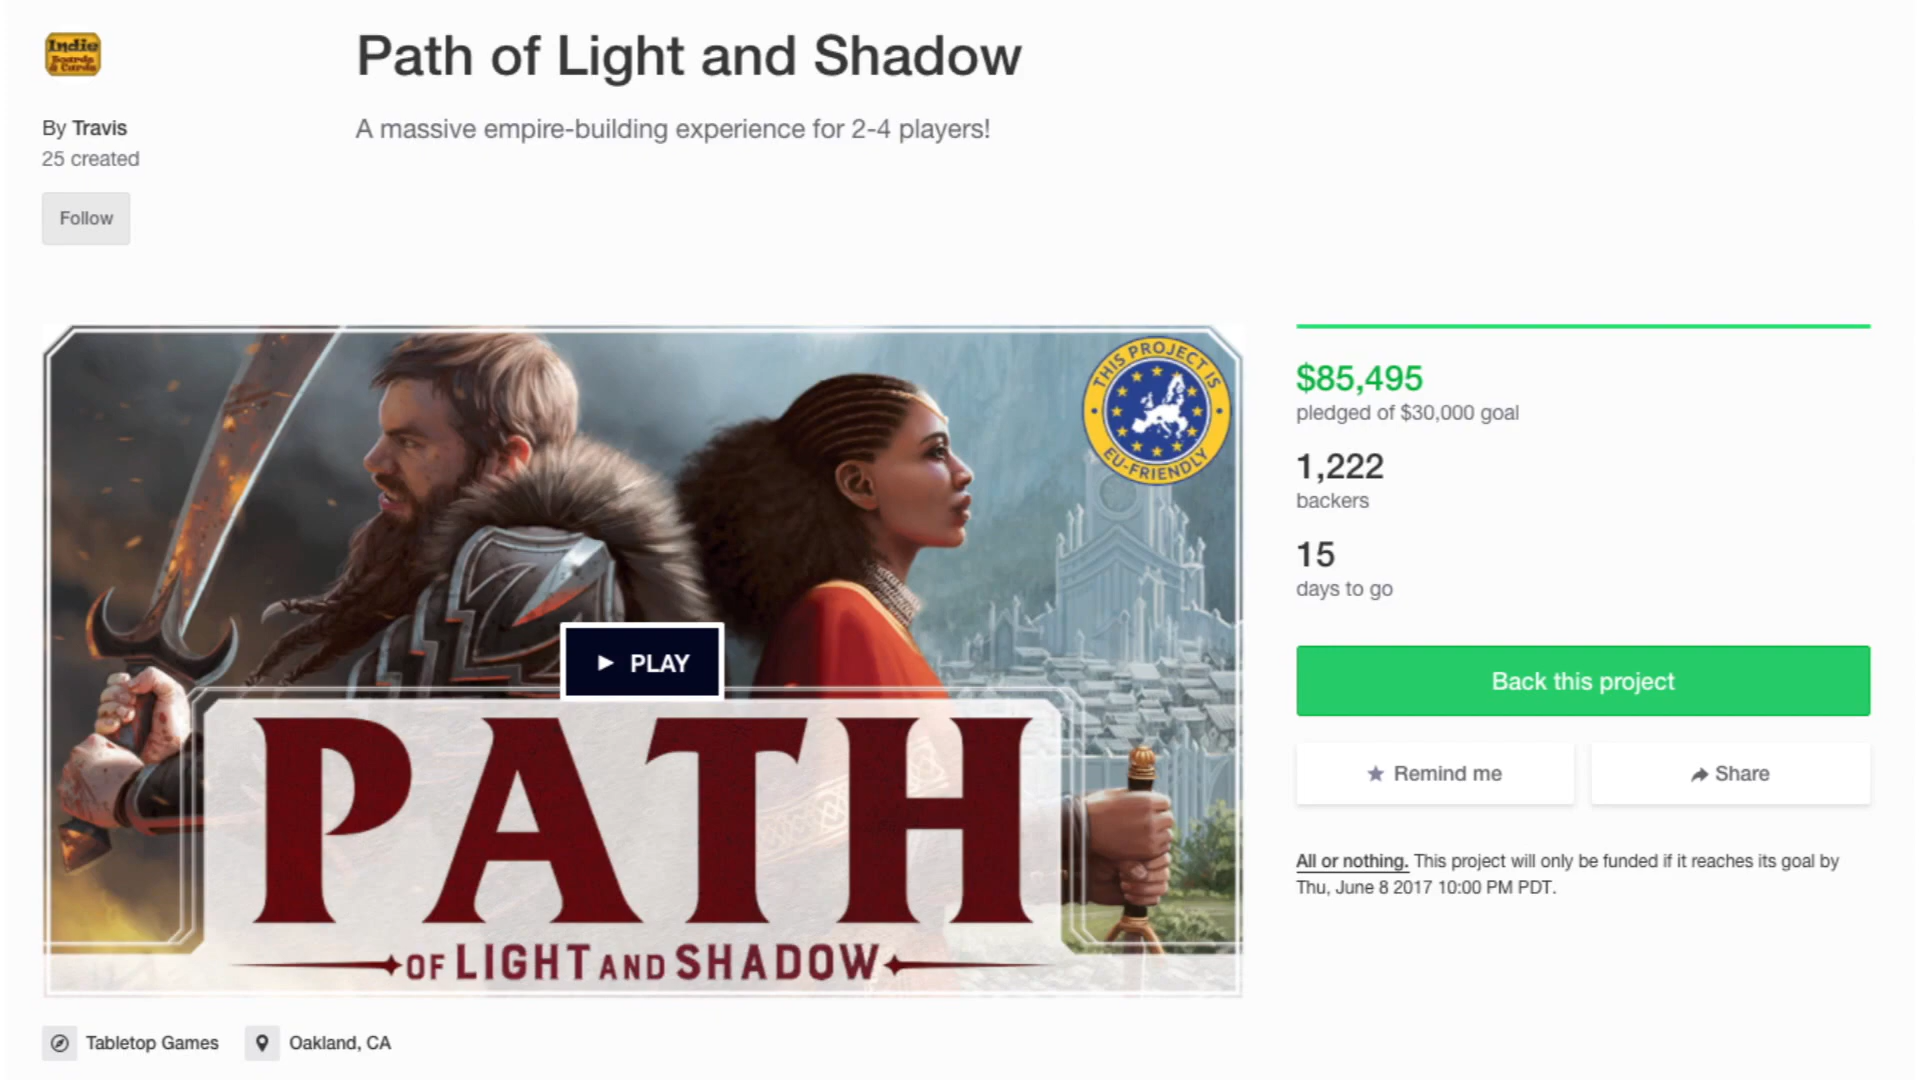 Indie
Boards
& Cards
Path of Light and Shadow
A massive empire-building experience for 2-4 players!
By Travis
25 created
Follow
THIS PROJECT IS
EU-FRIENDLY
PLAY
PATH
OF LIGHT AND SHADOW
$85,495
pledged of $30,000 goal
1,222
backers
15
days to go
Back this project
Remind me
Share
All or nothing. This project will only be funded if it reaches its goal by
Thu, June 8 2017 10:00 PM PDT.
Tabletop Games
Oakland, CA